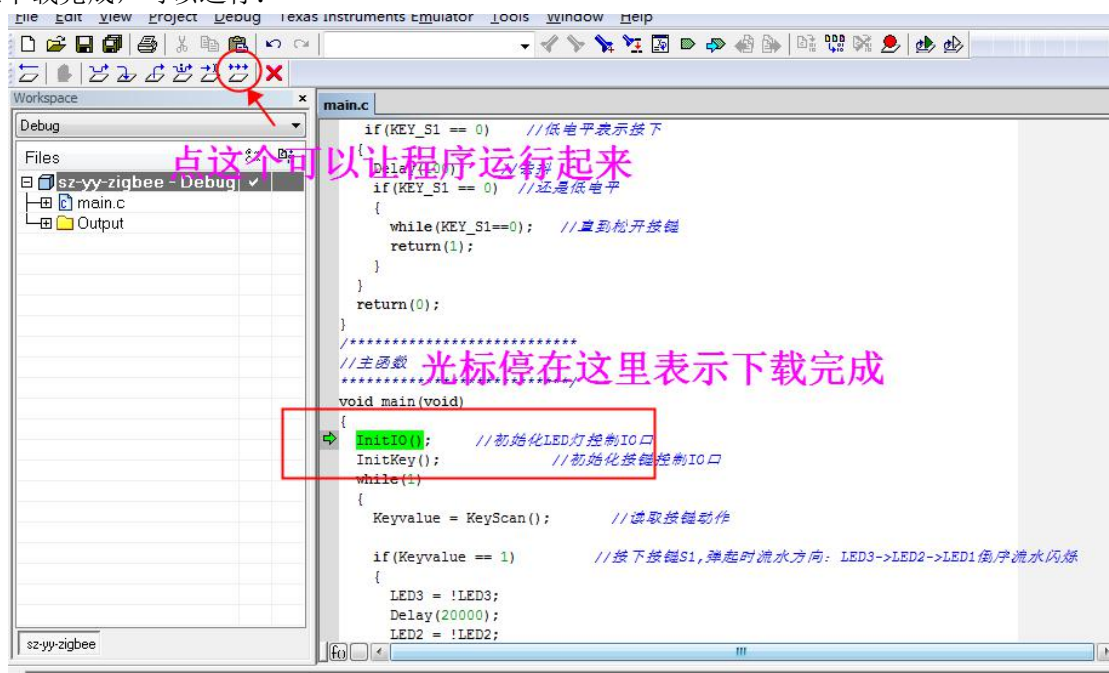 下载完成，可以运行：
File Edit View Project Debug Texas Instruments Emulator Tools Window Help
Workspace ×
Debug
Files
sz-yy-zigbee - Debug
main.c
Output
sz-yy-zigbee
点这个可以让程序运行起来
main.c
if(KEY_S1 == 0) //低电平表示按下
{
if(KEY_S1 == 0) //还是低电平
{
while(KEY_S1==0); //直到松开按键
return(1);
}
}
return(0);
}
/***************************
//主函数
光标停在这里表示下载完成
***************************/
void main(void)
{
InitIO(); //初始化LED灯控制IO口
InitKey(); //初始化按键控制IO口
while(1)
{
Keyvalue = KeyScan(); //读取按键动作
if(Keyvalue == 1) //按下按键S1,弹起时流水方向: LED3->LED2->LED1倒序流水闪烁
{
LED3 = !LED3;
Delay(20000);
LED2 = !LED2;